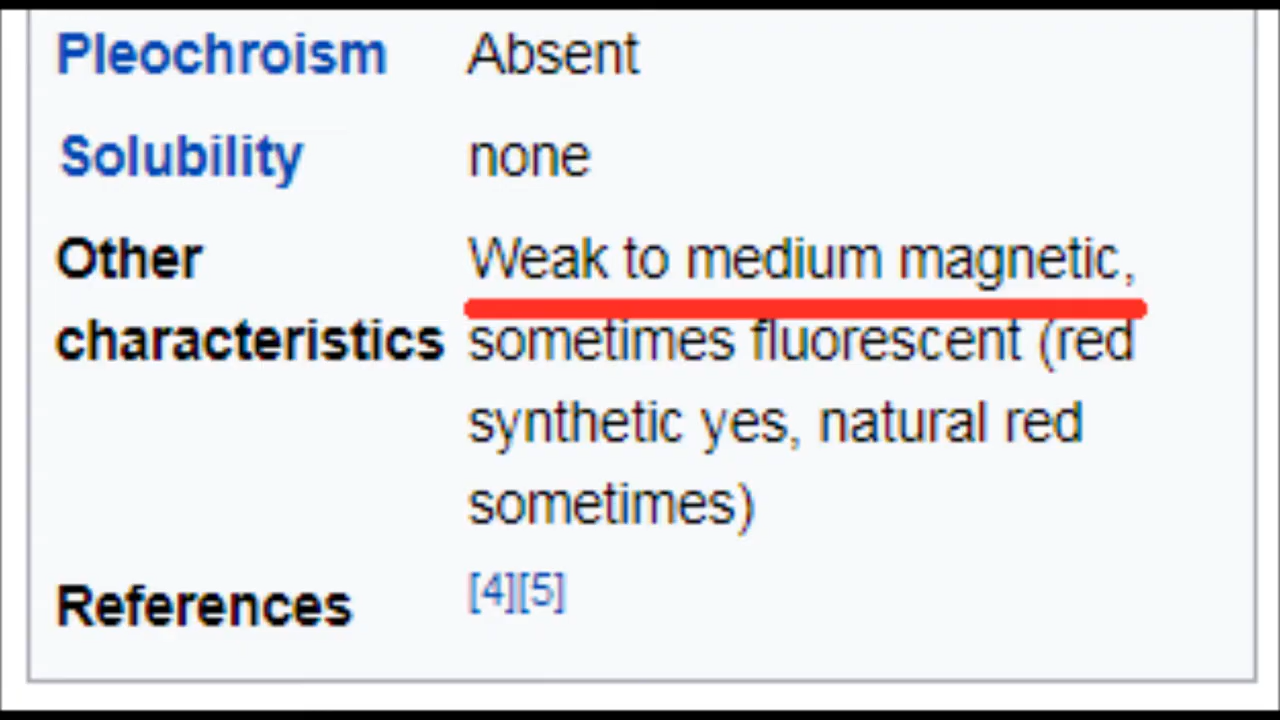 Pleochroism Absent
Solubility none
Other Weak to medium magnetic,
characteristics sometimes fluorescent (red
synthetic yes, natural red
sometimes)
References [4][5]